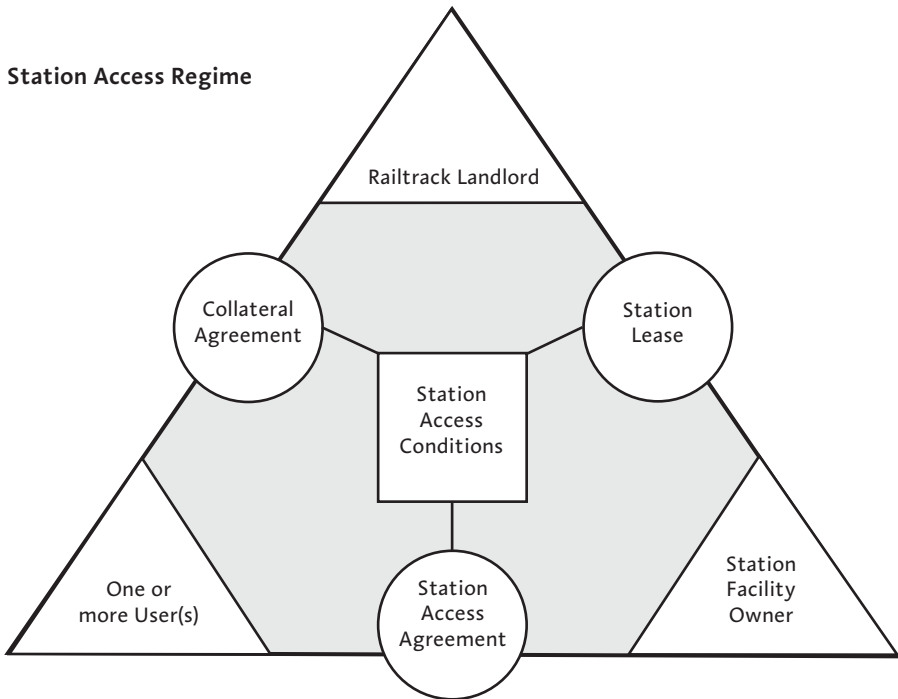 Station Access Regime
Railtrack Landlord
Collateral
Agreement
Station
Lease
Station
Access
Conditions
One or
more User(s)
Station
Access
Agreement
Station
Facility
Owner